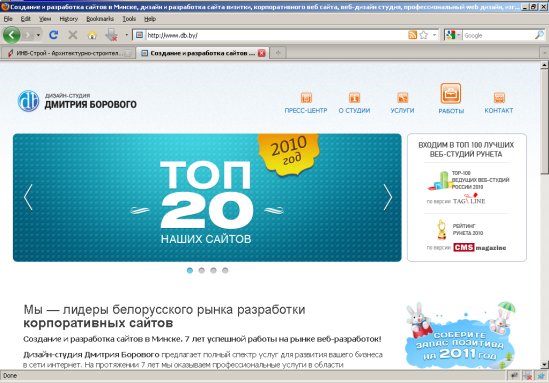 Создание и разработка сайтов в Минске, дизайн и разработка сайта визитки, корпоративного веб сайта, веб-дизайн студия, профессиональный web дизайн, изг...
File Edit View History Bookmarks Tools Help
http://www.db.by/
Google
ИНВ-Строй - Архитектурно-строител...
Создание и разработка сайтов ...
ДИЗАЙН-СТУДИЯ
ДМИТРИЯ БОРОВОГО
ПРЕСС-ЦЕНТР
О СТУДИИ
УСЛУГИ
РАБОТЫ
КОНТАКТ
2010
год
ТОП
20
НАШИХ САЙТОВ
ВХОДИМ В ТОП 100 ЛУЧШИХ
ВЕБ-СТУДИЙ РУНЕТА
TOP-100
ВЕДУЩИХ ВЕБ-СТУДИЙ
РОССИИ 2010
по версии TAGLINE
РЕЙТИНГ
РУНЕТА 2010
по версии CMS magazine
Мы — лидеры белорусского рынка разработки
корпоративных сайтов
Создание и разработка сайтов в Минске. 7 лет успешной работы на рынке веб-разработок!
Дизайн-студия Дмитрия Борового предлагает полный спектр услуг для развития вашего бизнеса
в сети интернет. На протяжении 7 лет мы оказываем профессиональные услуги в области
СОБЕРИТЕ
ЗАПАС ПОЗИТИВА
НА 2011 ГОД
Done